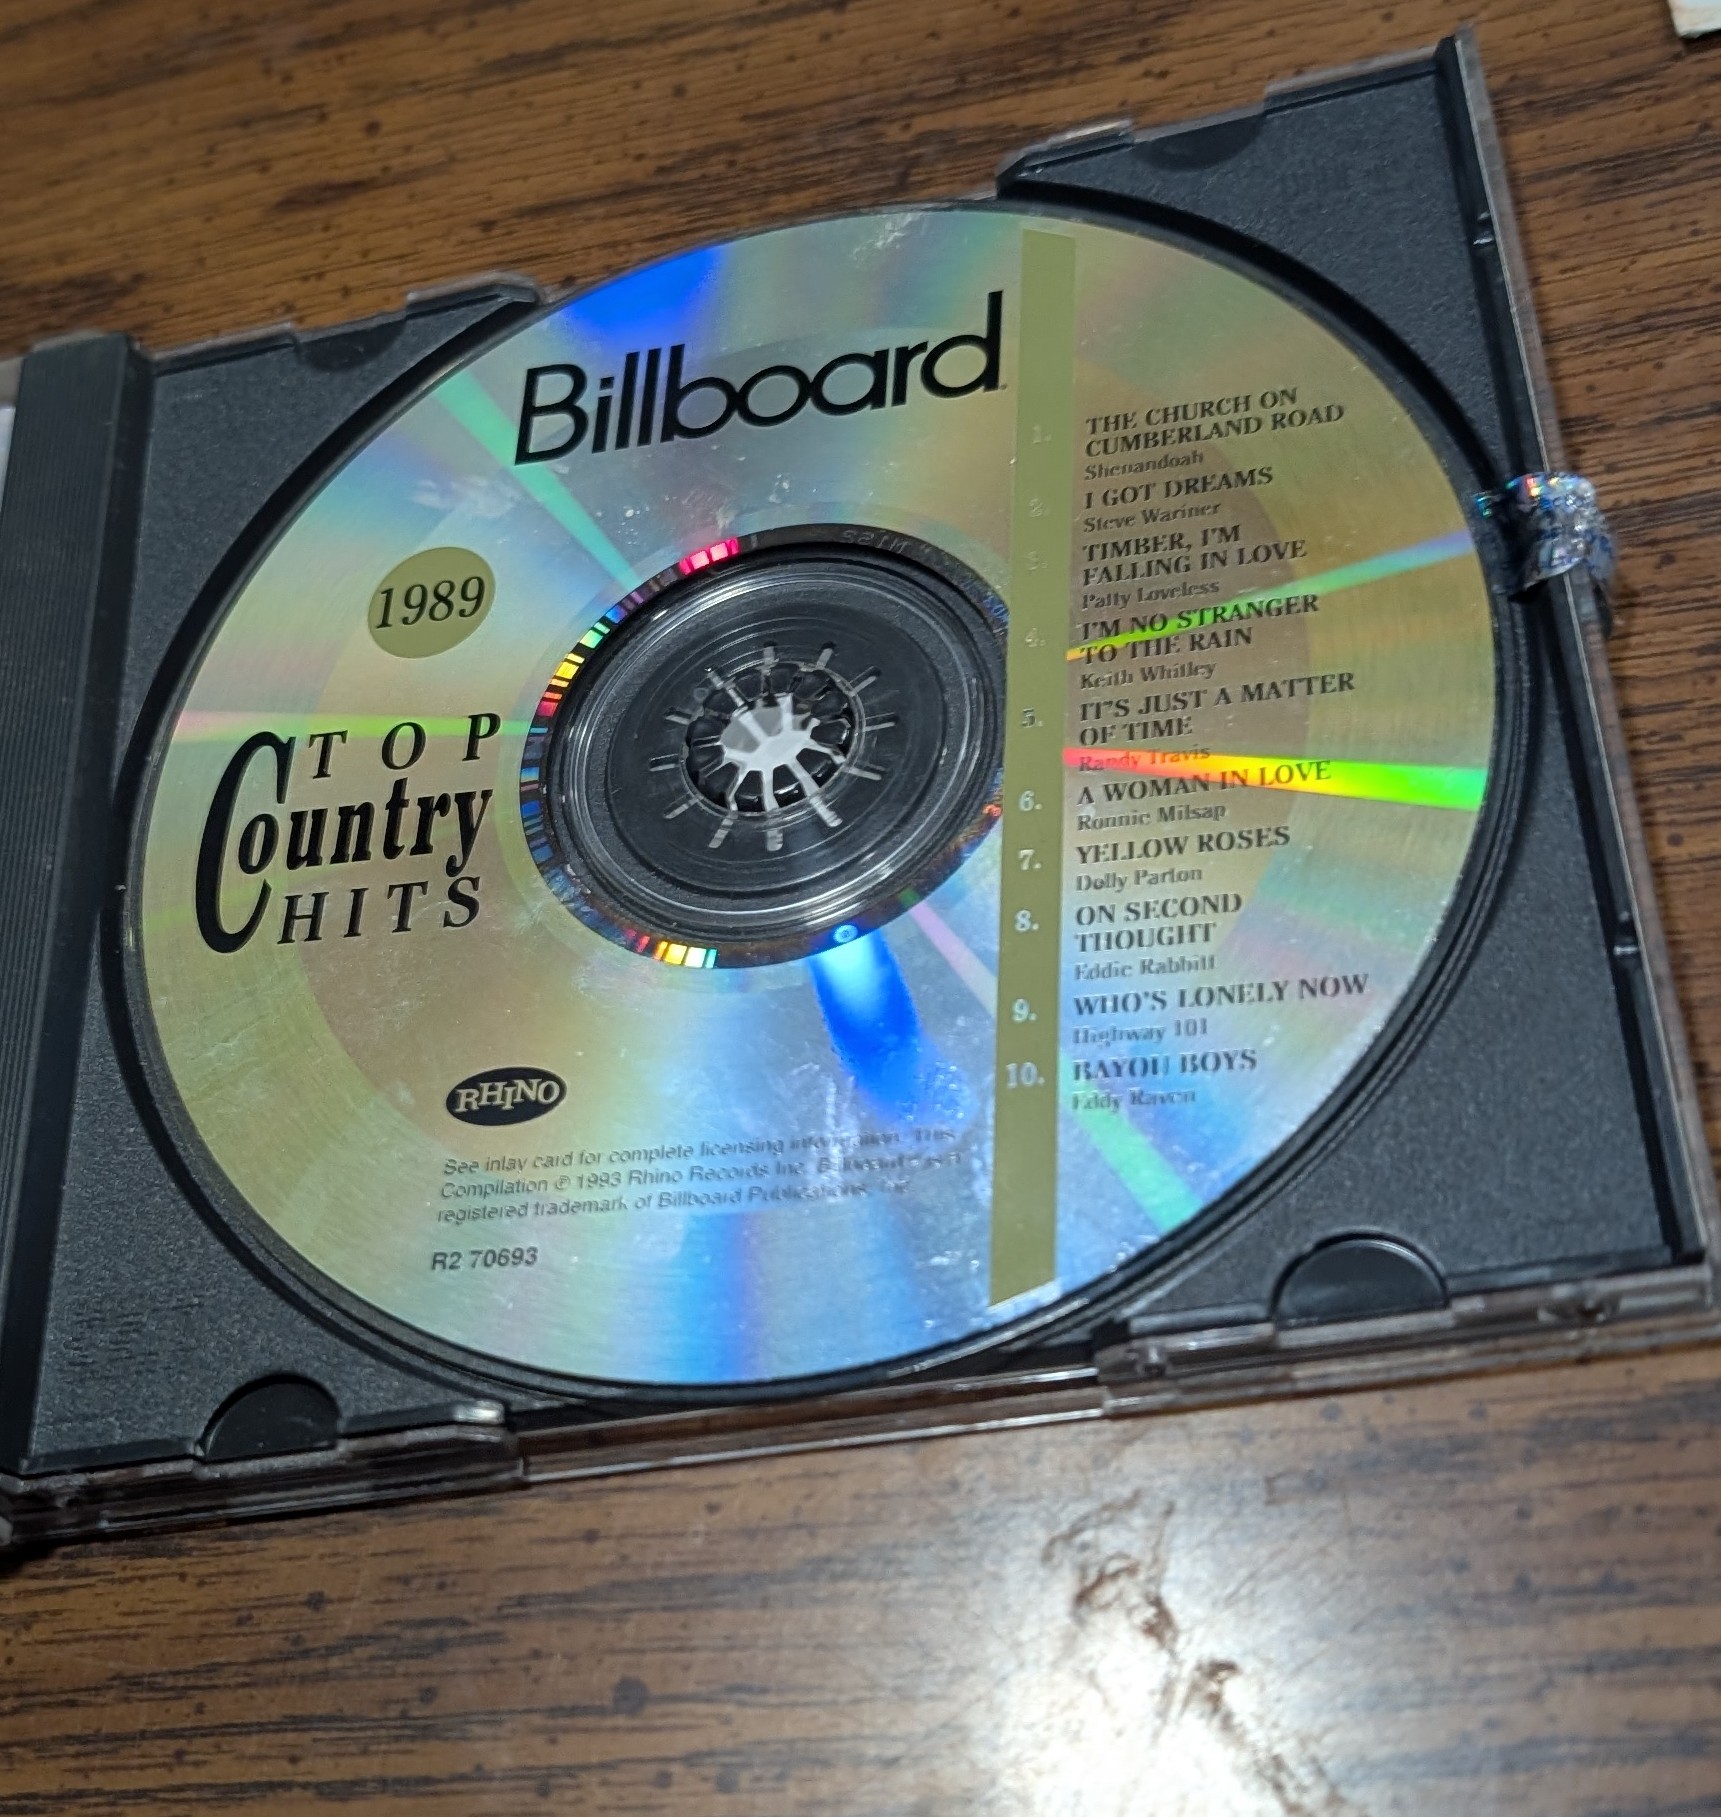 Billboard
1989
TOP
Country
HITS
1. THE CHURCH ON
CUMBERLAND ROAD
Shenandoah
2. I GOT DREAMS
Steve Wariner
3. TIMBER, I'M
FALLING IN LOVE
Patty Loveless
4. I'M NO STRANGER
TO THE RAIN
Keith Whitley
5. IT'S JUST A MATTER
OF TIME
Randy Travis
6. A WOMAN IN LOVE
Ronnie Milsap
7. YELLOW ROSES
Dolly Parton
8. ON SECOND
THOUGHT
Eddie Rabbitt
9. WHO'S LONELY NOW
Highway 101
10. BAYOU BOYS
Eddy Raven
RHINO
See inlay card for complete licensing information. This
Compilation ℗ 1993 Rhino Records Inc. Billboard is a
registered trademark of Billboard Publications, Inc.
R2 70693